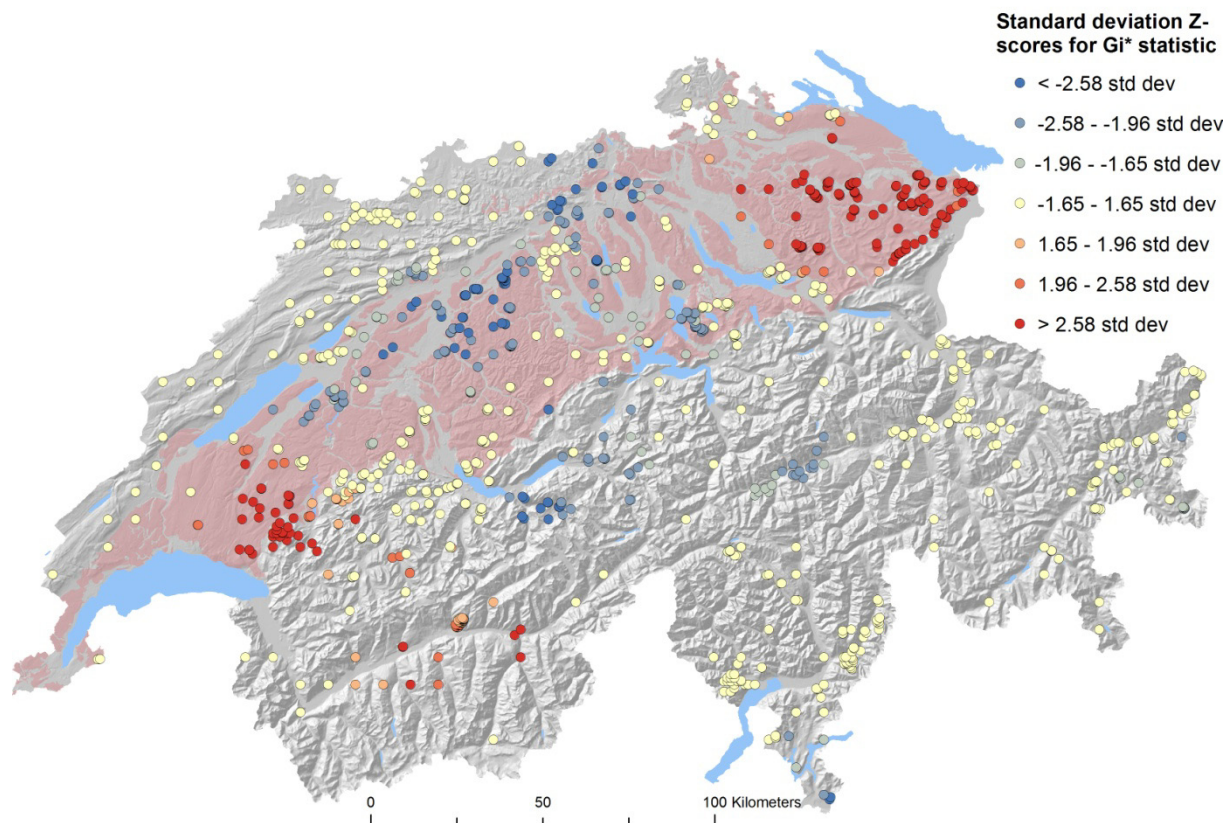 Standard deviation Z-
scores for Gi* statistic
< -2.58 std dev
-2.58 - -1.96 std dev
-1.96 - -1.65 std dev
-1.65 - 1.65 std dev
1.65 - 1.96 std dev
1.96 - 2.58 std dev
> 2.58 std dev
0 50 100 Kilometers